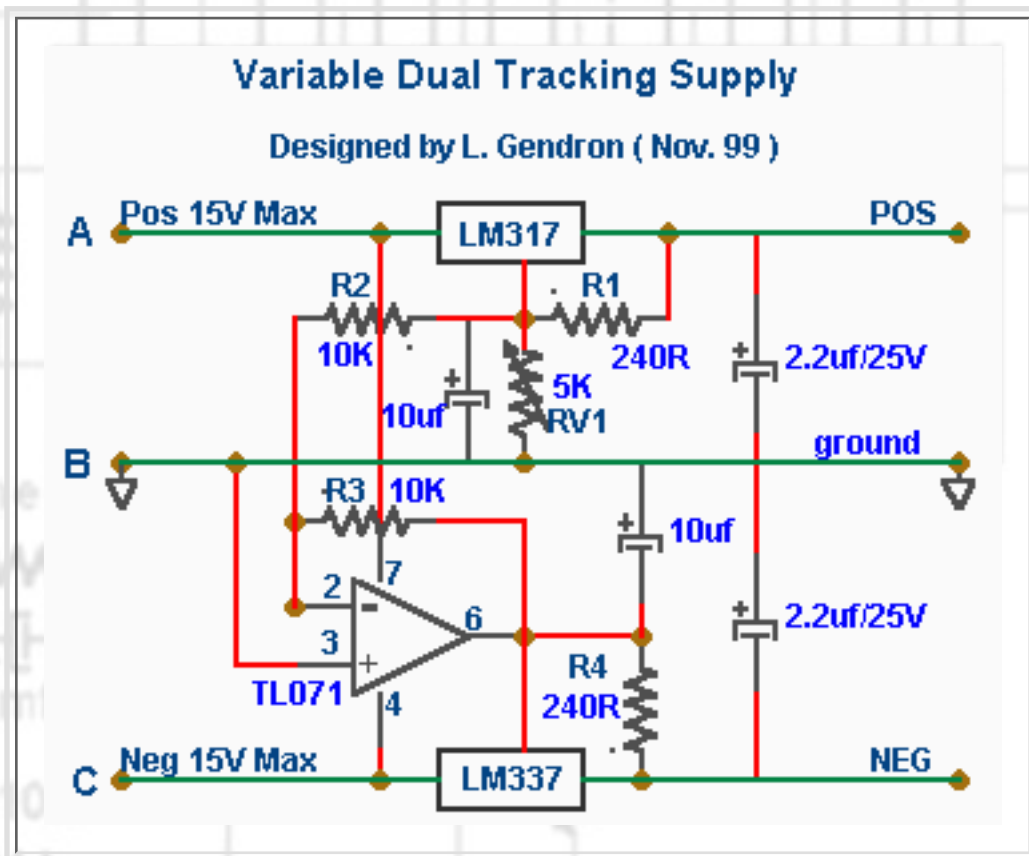 Variable Dual Tracking Supply
Designed by L. Gendron ( Nov. 99 )
A
Pos 15V Max
LM317
POS
R2
R1
10K
240R
10uf
5K
RV1
2.2uf/25V
B
ground
R3
10K
10uf
7
2
3
6
TL071
4
R4
240R
2.2uf/25V
C
Neg 15V Max
LM337
NEG